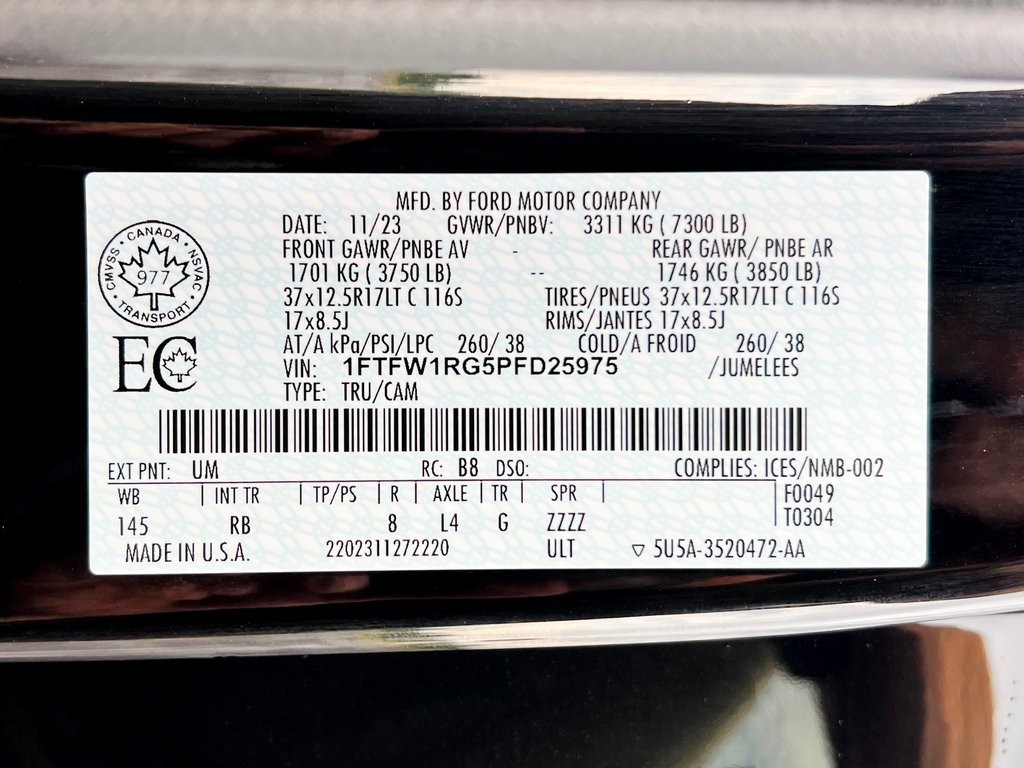 MFD. BY FORD MOTOR COMPANY
DATE: 11/23 GVWR/PNBV: 3311 KG ( 7300 LB)
FRONT GAWR/PNBE AV - REAR GAWR/ PNBE AR
1701 KG ( 3750 LB) -- 1746 KG ( 3850 LB)
37x12.5R17LT C 116S TIRES/PNEUS 37x12.5R17LT C 116S
17x8.5J RIMS/JANTES 17x8.5J
AT/A kPa/PSI/LPC 260/ 38 COLD/A FROID 260/ 38
VIN: 1FTFW1RG5PFD25975 /JUMELEES
TYPE: TRU/CAM
CANADA
CMVSS NSVAC
977
TRANSPORT
EC
EXT PNT: UM RC: B8 DSO: COMPLIES: ICES/NMB-002
WB | INT TR | TP/PS | R | AXLE | TR | SPR | F0049
145 RB 8 L4 G ZZZZ T0304
MADE IN U.S.A. 2202311272220 ULT ▽ 5U5A-3520472-AA